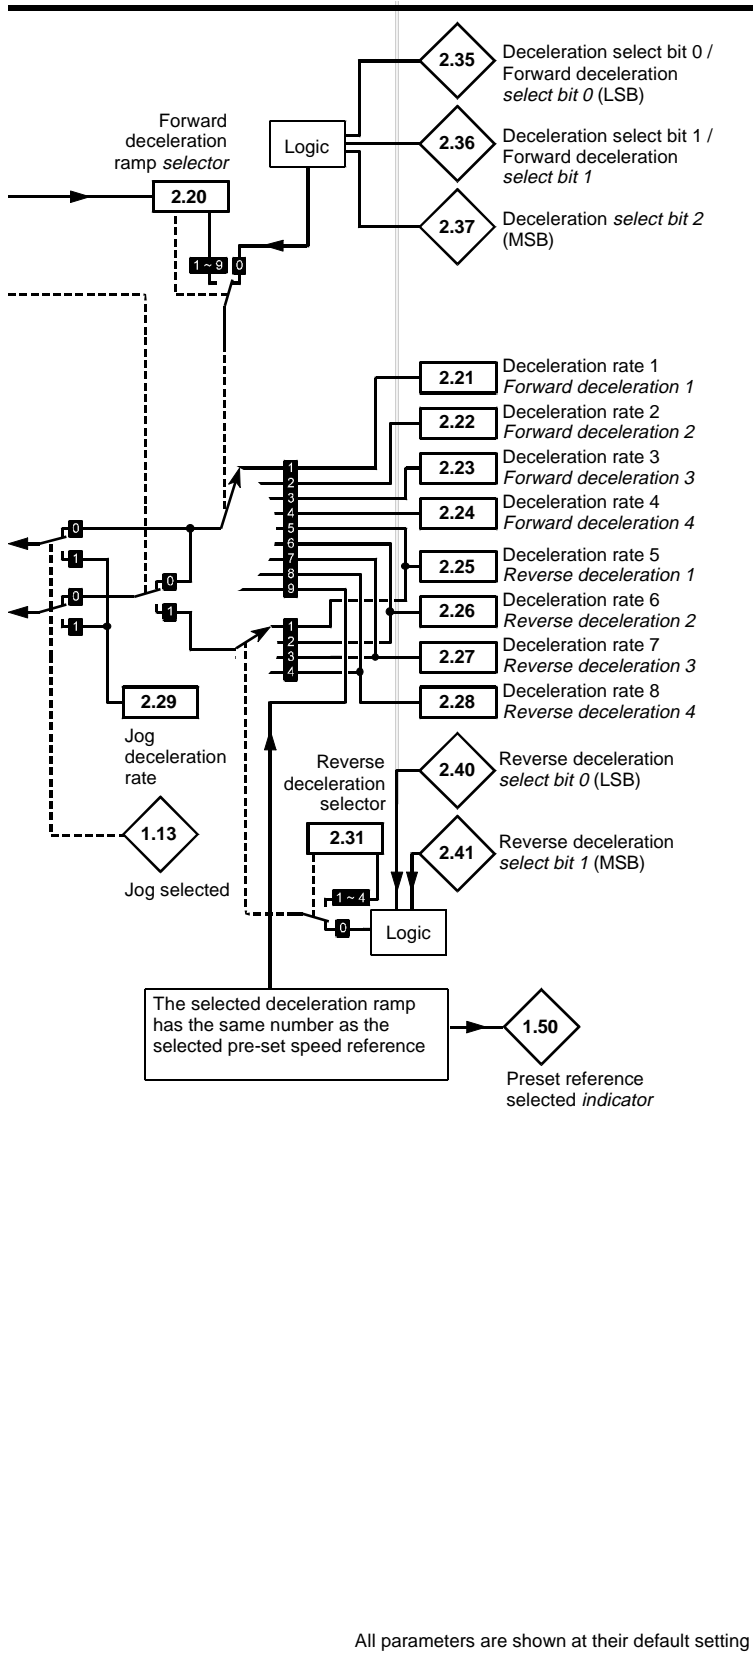 2.35
Deceleration select bit 0 /
Forward deceleration
select bit 0 (LSB)
Forward
deceleration
ramp selector
Logic
2.36
Deceleration select bit 1 /
Forward deceleration
select bit 1
2.20
2.37
Deceleration select bit 2
(MSB)
1 ~ 9
0
2.21
Deceleration rate 1
Forward deceleration 1
2.22
Deceleration rate 2
Forward deceleration 2
2.23
Deceleration rate 3
Forward deceleration 3
2.24
Deceleration rate 4
Forward deceleration 4
2.25
Deceleration rate 5
Reverse deceleration 1
2.26
Deceleration rate 6
Reverse deceleration 2
2.27
Deceleration rate 7
Reverse deceleration 3
2.28
Deceleration rate 8
Reverse deceleration 4
1
2
3
4
5
6
7
8
9
0
1
0
1
0
1
1
2
3
4
2.29
Jog
deceleration
rate
1.13
Jog selected
Reverse
deceleration
selector
2.31
1 ~ 4
0
Logic
2.40
Reverse deceleration
select bit 0 (LSB)
2.41
Reverse deceleration
select bit 1 (MSB)
The selected deceleration ramp
has the same number as the
selected pre-set speed reference
1.50
Preset reference
selected indicator
All parameters are shown at their default setting